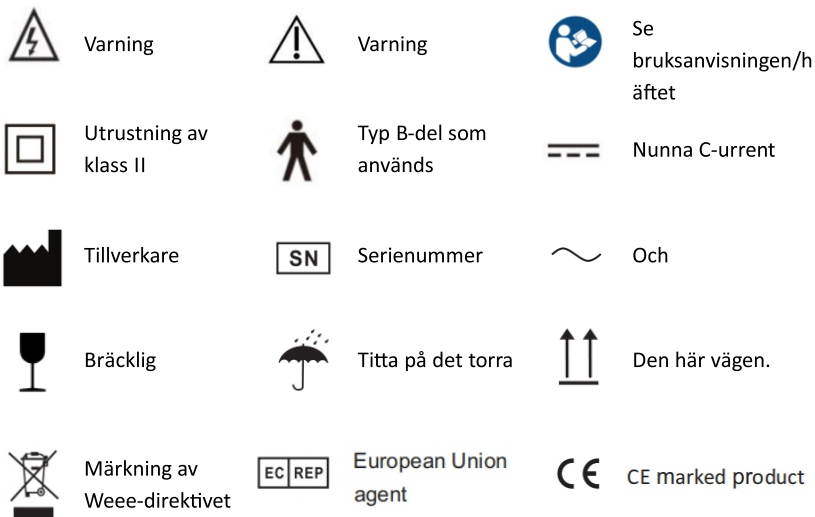 Varning
Varning
Se
bruksanvisningen/h
äftet
Utrustning av
klass II
Typ B-del som
används
Nunna C-urrent
Tillverkare
SN
Serienummer
Och
Bräcklig
Titta på det torra
Den här vägen.
Märkning av
Weee-direktivet
EC REP
European Union
agent
CE
CE marked product